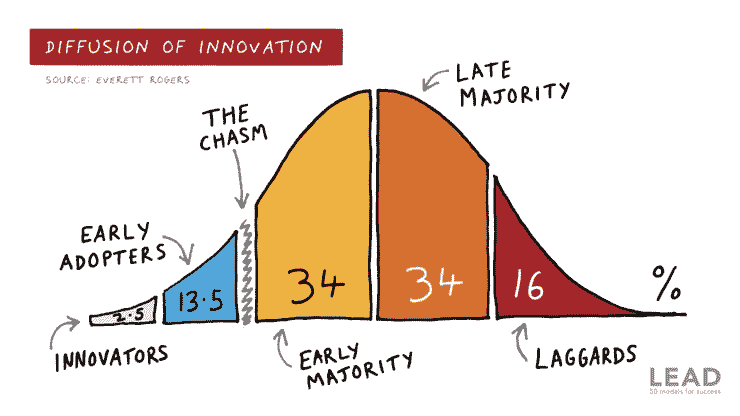 DIFFUSION OF INNOVATION
SOURCE: EVERETT ROGERS
THE
CHASM
LATE
MAJORITY
EARLY
ADOPTERS
2.5
13.5
34
34
16
%
INNOVATORS
EARLY
MAJORITY
LAGGARDS
LEAD
50 models for success